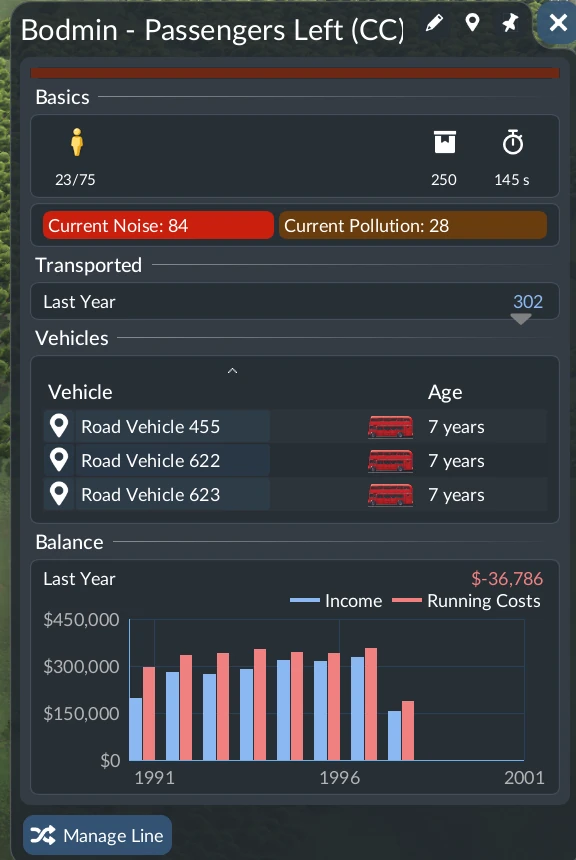 Bodmin - Passengers Left (CC)
Basics
23/75 250 145 s
Current Noise: 84 Current Pollution: 28
Transported
Last Year 302
Vehicles
Vehicle Age
Road Vehicle 455 7 years
Road Vehicle 622 7 years
Road Vehicle 623 7 years
Balance
Last Year $-36,786
Income Running Costs
$450,000
$300,000
$150,000
$0
1991 1996 2001
Manage Line